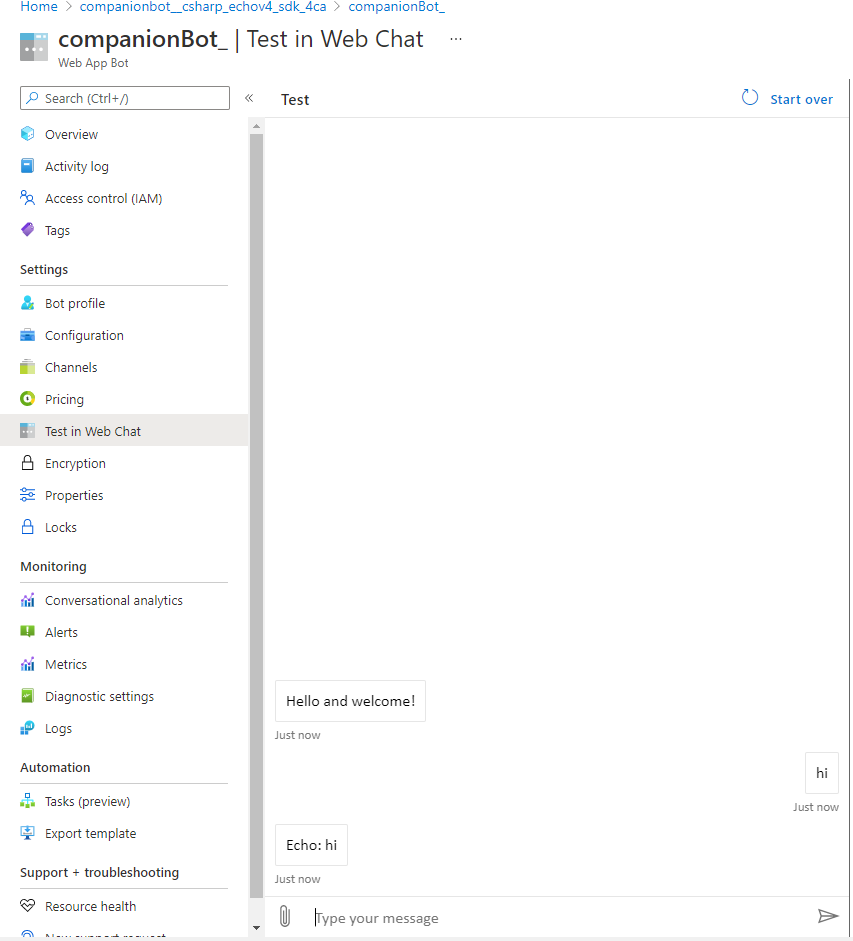 Home > companionbot__csharp_echov4_sdk_4ca > companionBot_
companionBot_ | Test in Web Chat ...
Web App Bot
Search (Ctrl+/)
«
Test
Start over
Overview
Activity log
Access control (IAM)
Tags
Settings
Bot profile
Configuration
Channels
Pricing
Test in Web Chat
Encryption
Properties
Locks
Monitoring
Conversational analytics
Alerts
Metrics
Diagnostic settings
Logs
Automation
Tasks (preview)
Export template
Support + troubleshooting
Resource health
New support request
Hello and welcome!
Just now
hi
Just now
Echo: hi
Just now
Type your message